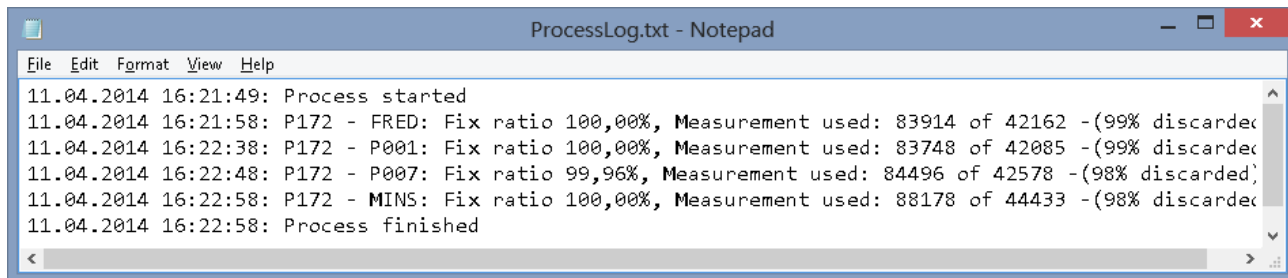 ProcessLog.txt - Notepad
File Edit Format View Help
11.04.2014 16:21:49: Process started
11.04.2014 16:21:58: P172 - FRED: Fix ratio 100,00%, Measurement used: 83914 of 42162 -(99% discarded
11.04.2014 16:22:38: P172 - P001: Fix ratio 100,00%, Measurement used: 83748 of 42085 -(99% discarded
11.04.2014 16:22:48: P172 - P007: Fix ratio 99,96%, Measurement used: 84496 of 42578 -(98% discarded)
11.04.2014 16:22:58: P172 - MINS: Fix ratio 100,00%, Measurement used: 88178 of 44433 -(98% discarded
11.04.2014 16:22:58: Process finished